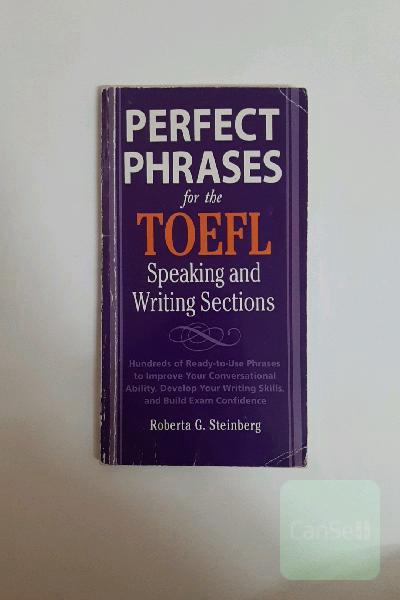 PERFECT
PHRASES
for the
TOEFL
Speaking and
Writing Sections
Hundreds of Ready-to-Use Phrases
to Improve Your Conversational
Ability, Develop Your Writing Skills,
and Build Exam Confidence
Roberta G. Steinberg
CanSell